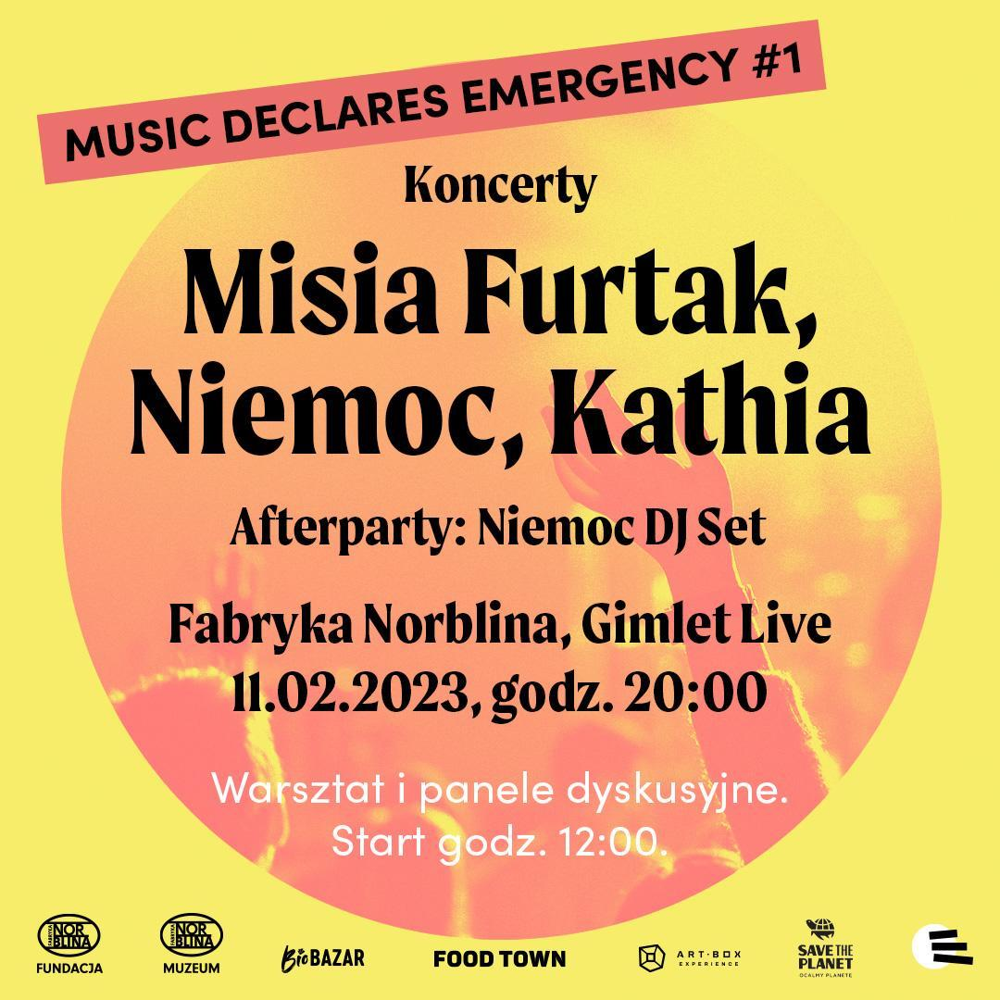 MUSIC DECLARES EMERGENCY #1
Koncerty
Misia Furtak,
Niemoc, Kathia
Afterparty: Niemoc DJ Set
Fabryka Norblina, Gimlet Live
11.02.2023, godz. 20:00
Warsztat i panele dyskusyjne.
Start godz. 12:00.
FABRYKA NORBLINA
FUNDACJA
FABRYKA NORBLINA
MUZEUM
BioBAZAR
FOOD TOWN
ART·BOX
EXPERIENCE
SAVE THE
PLANET
OCALMY PLANETĘ